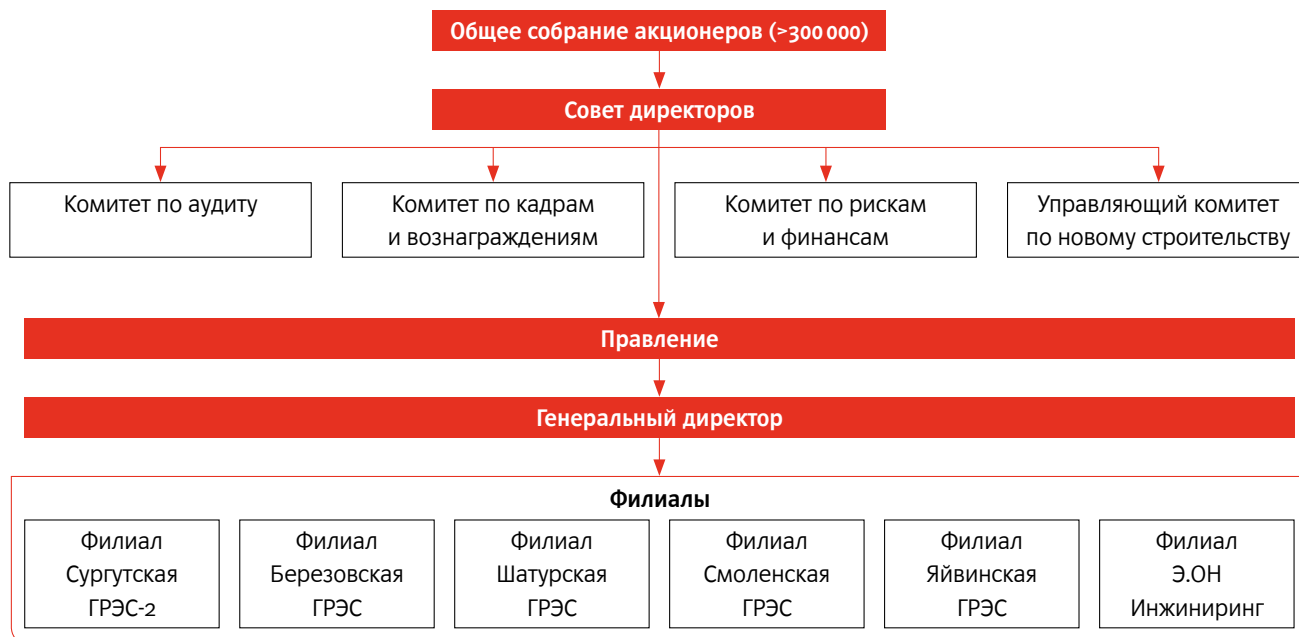 Общее собрание акционеров (>300 000)
Совет директоров
Комитет по аудиту
Комитет по кадрам
и вознаграждениям
Комитет по рискам
и финансам
Управляющий комитет
по новому строительству
Правление
Генеральный директор
Филиалы
Филиал
Сургутская
ГРЭС-2
Филиал
Березовская
ГРЭС
Филиал
Шатурская
ГРЭС
Филиал
Смоленская
ГРЭС
Филиал
Яйвинская
ГРЭС
Филиал
Э.ОН
Инжиниринг